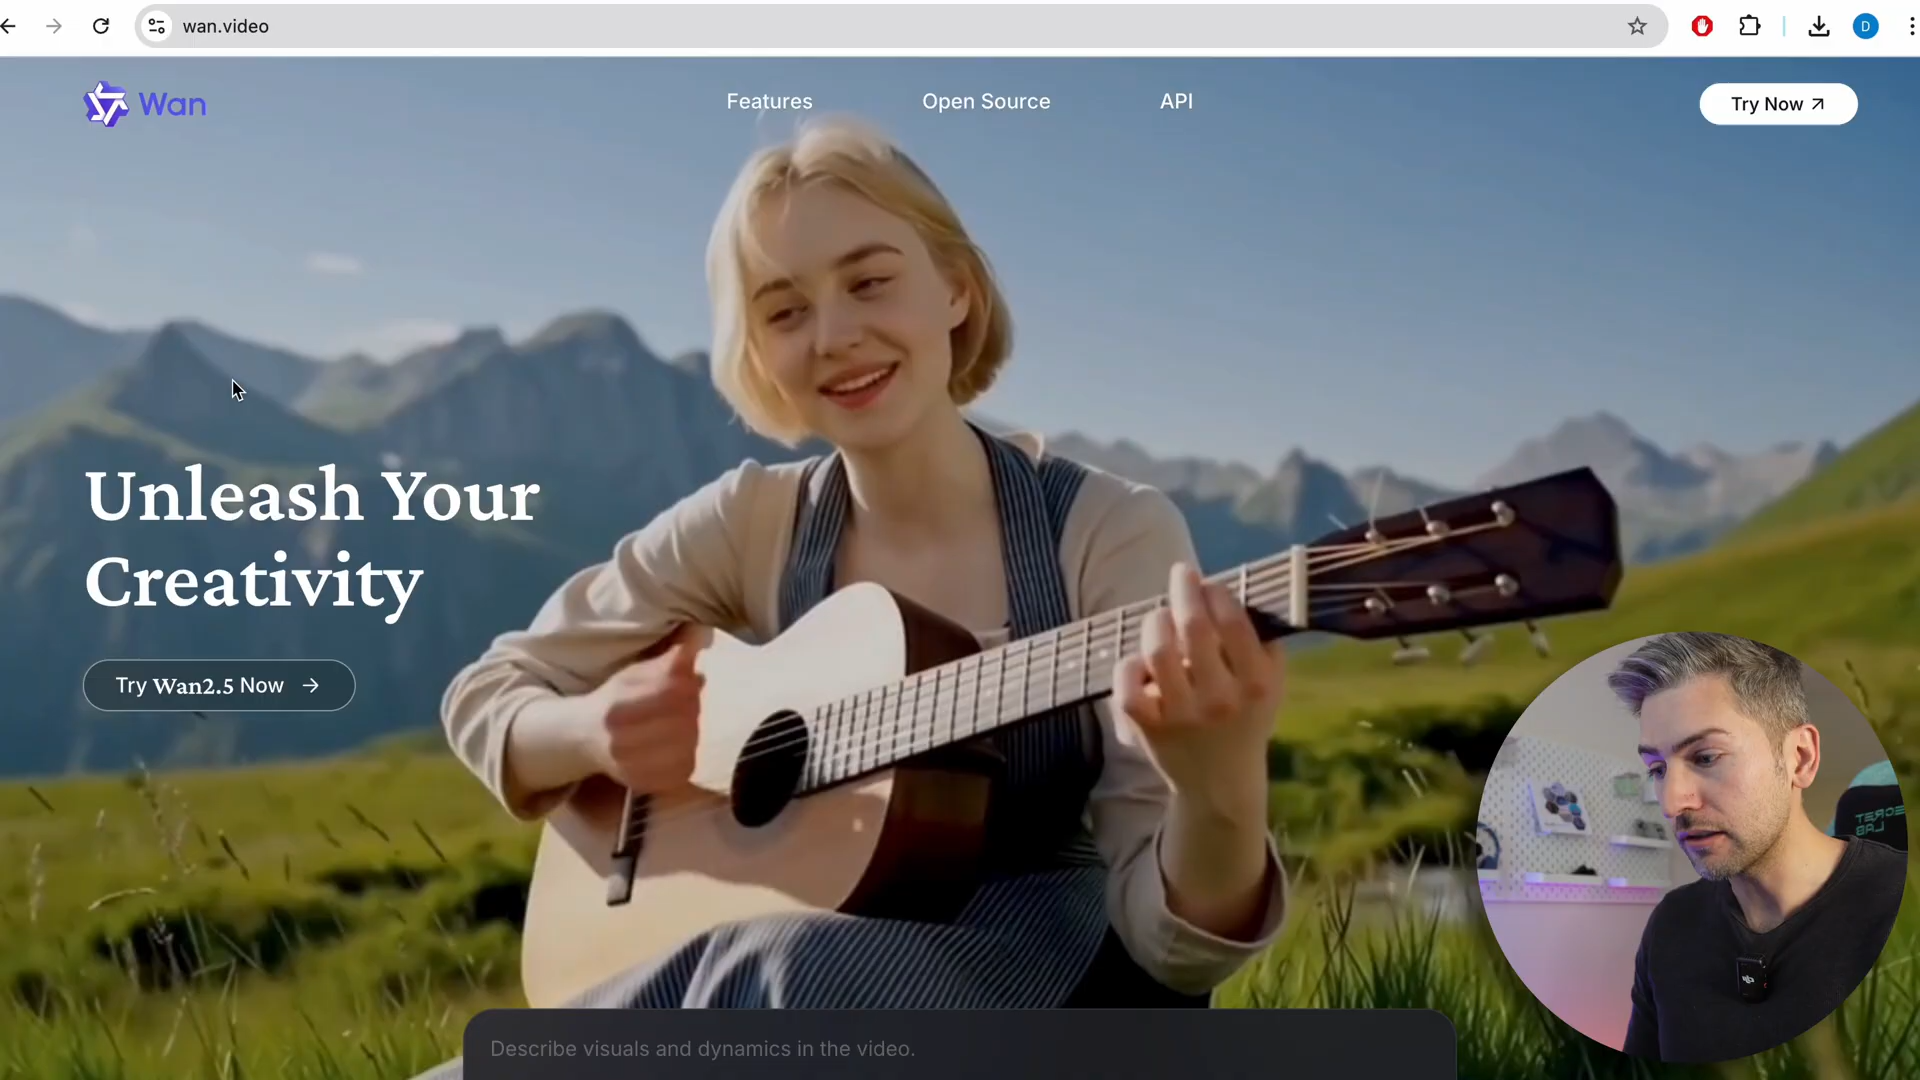 wan.video
D
Wan
Features
Open Source
API
Try Now
Unleash Your
Creativity
Try Wan2.5 Now
Describe visuals and dynamics in the video.